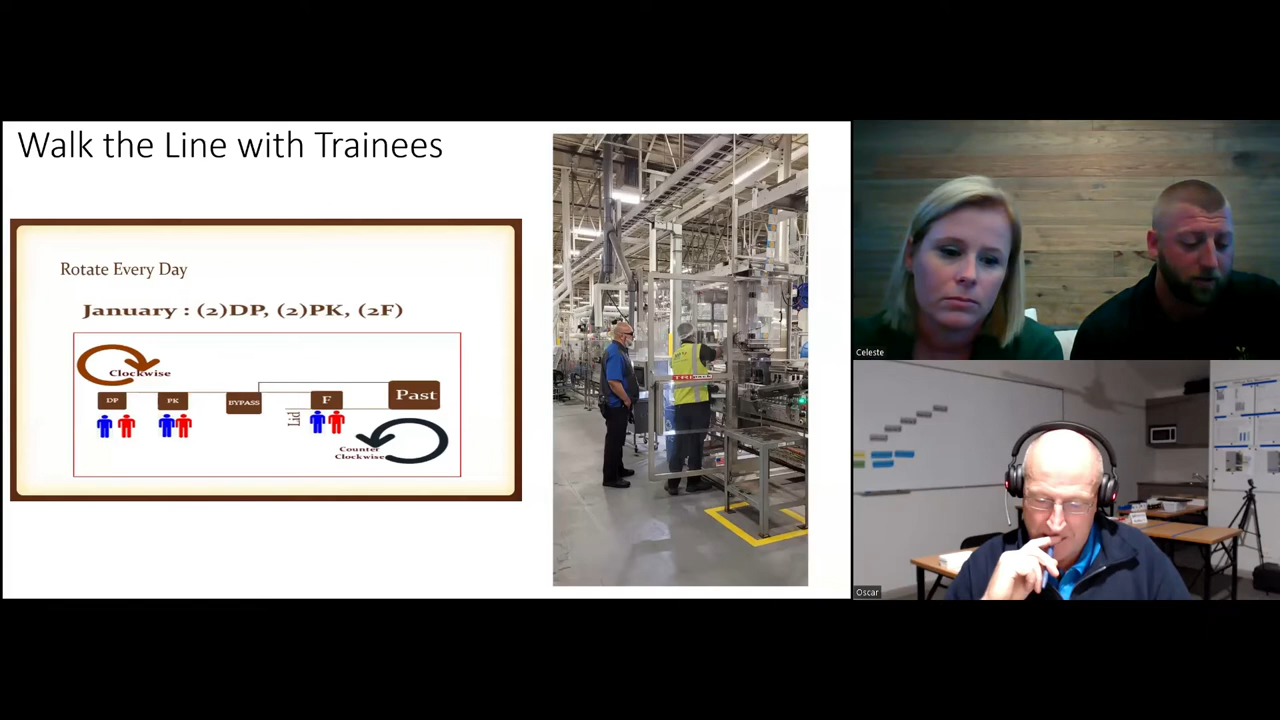 Walk the Line with Trainees
Rotate Every Day
January : (2)DP, (2)PK, (2F)
Clockwise
DP
PK
BYPASS
Lid
F
Past
Counter
Clockwise
Celeste
Oscar